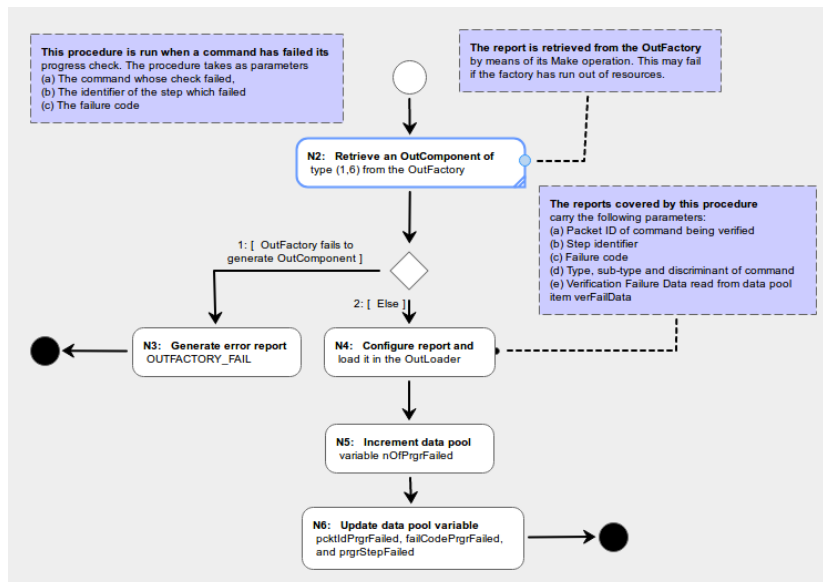 This procedure is run when a command has failed its
progress check. The procedure takes as parameters
(a) The command whose check failed,
(b) The identifier of the step which failed
(c) The failure code
The report is retrieved from the OutFactory
by means of its Make operation. This may fail
if the factory has run out of resources.
N2: Retrieve an OutComponent of
type (1,6) from the OutFactory
The reports covered by this procedure
carry the following parameters:
(a) Packet ID of command being verified
(b) Step identifier
(c) Failure code
(d) Type, sub-type and discriminant of command
(e) Verification Failure Data read from data pool
item verFailData
1: [ OutFactory fails to
generate OutComponent ]
2: [ Else ]
N3: Generate error report
OUTFACTORY_FAIL
N4: Configure report and
load it in the OutLoader
N5: Increment data pool
variable nOfPrgrFailed
N6: Update data pool variable
pcktIdPrgrFailed, failCodePrgrFailed,
and prgrStepFailed